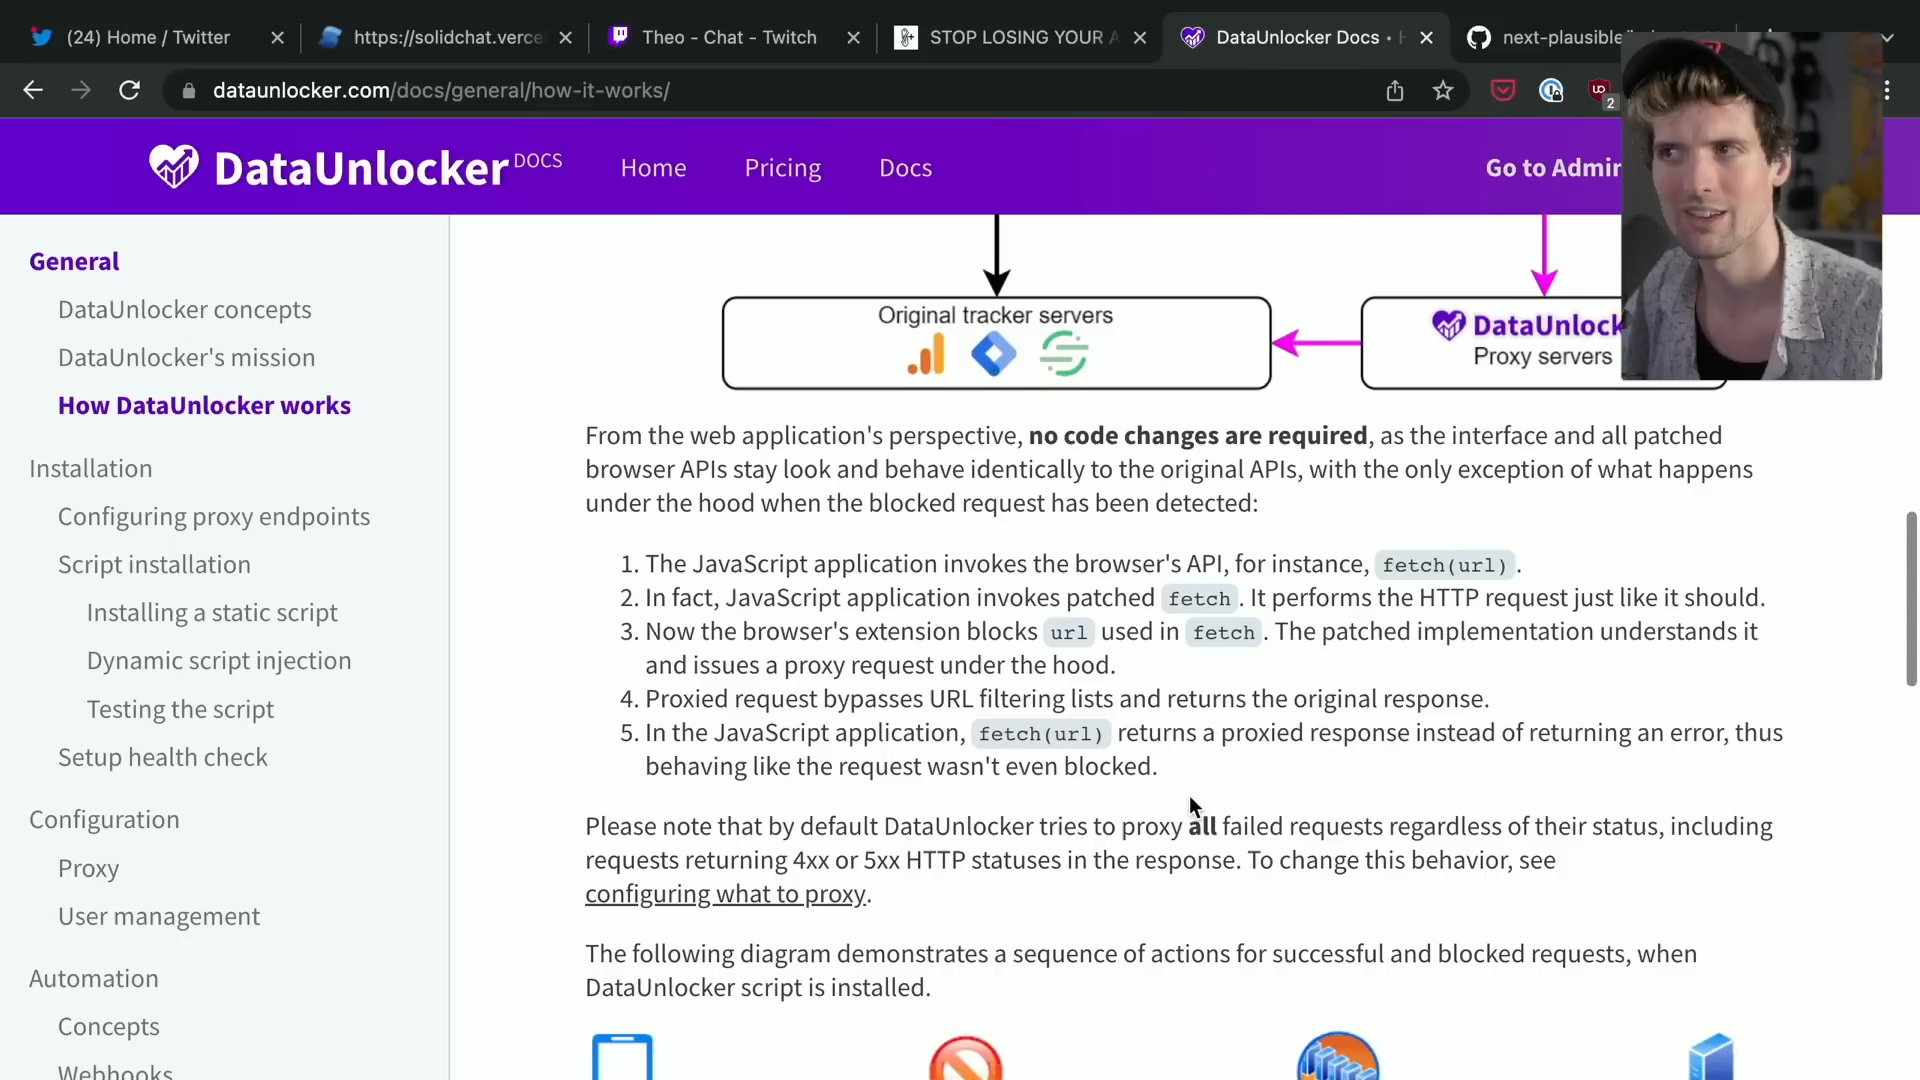 (24) Home / Twitter
https://solidchat.verce
Theo - Chat - Twitch
STOP LOSING YOUR A
DataUnlocker Docs •
next-plausible/
dataunlocker.com/docs/general/how-it-works/
2
DataUnlocker DOCS
Home
Pricing
Docs
Go to Admin
General
DataUnlocker concepts
DataUnlocker's mission
How DataUnlocker works
Installation
Configuring proxy endpoints
Script installation
Installing a static script
Dynamic script injection
Testing the script
Setup health check
Configuration
Proxy
User management
Automation
Concepts
Webhooks
Original tracker servers
DataUnlock
Proxy servers
From the web application's perspective, no code changes are required, as the interface and all patched
browser APIs stay look and behave identically to the original APIs, with the only exception of what happens
under the hood when the blocked request has been detected:
1. The JavaScript application invokes the browser's API, for instance, fetch(url).
2. In fact, JavaScript application invokes patched fetch. It performs the HTTP request just like it should.
3. Now the browser's extension blocks url used in fetch. The patched implementation understands it
and issues a proxy request under the hood.
4. Proxied request bypasses URL filtering lists and returns the original response.
5. In the JavaScript application, fetch(url) returns a proxied response instead of returning an error, thus
behaving like the request wasn't even blocked.
Please note that by default DataUnlocker tries to proxy all failed requests regardless of their status, including
requests returning 4xx or 5xx HTTP statuses in the response. To change this behavior, see
configuring what to proxy.
The following diagram demonstrates a sequence of actions for successful and blocked requests, when
DataUnlocker script is installed.